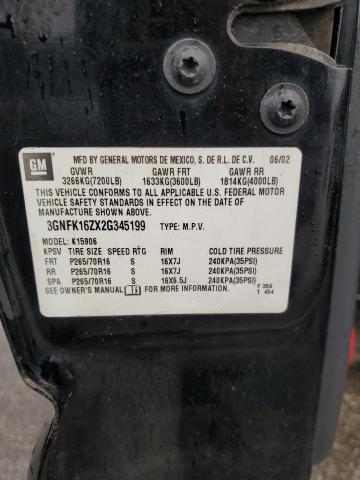 GM
MFD BY GENERAL MOTORS DE MEXICO, S. DE R.L. DE C.V. 06/02
GVWR GAWR FRT GAWR RR
3266KG(7200LB) 1633KG(3600LB) 1814KG(4000LB)
THIS VEHICLE CONFORMS TO ALL APPLICABLE U.S. FEDERAL MOTOR
VEHICLE SAFETY STANDARDS IN EFFECT ON THE DATE OF
MANUFACTURE SHOWN ABOVE.
3GNFK16ZX2G345199 TYPE: M.P.V.
MODEL: K15906
KPSV TIRE SIZE SPEED RTG RIM COLD TIRE PRESSURE
FRT P265/70R16 S 16X7J 240KPA(35PSI)
RR P265/70R16 S 16X7J 240KPA(35PSI)
SPA P265/70R16 S 16X6.5J 240KPA(35PSI)
SEE OWNER'S MANUAL FOR MORE INFORMATION. F 356
T 454